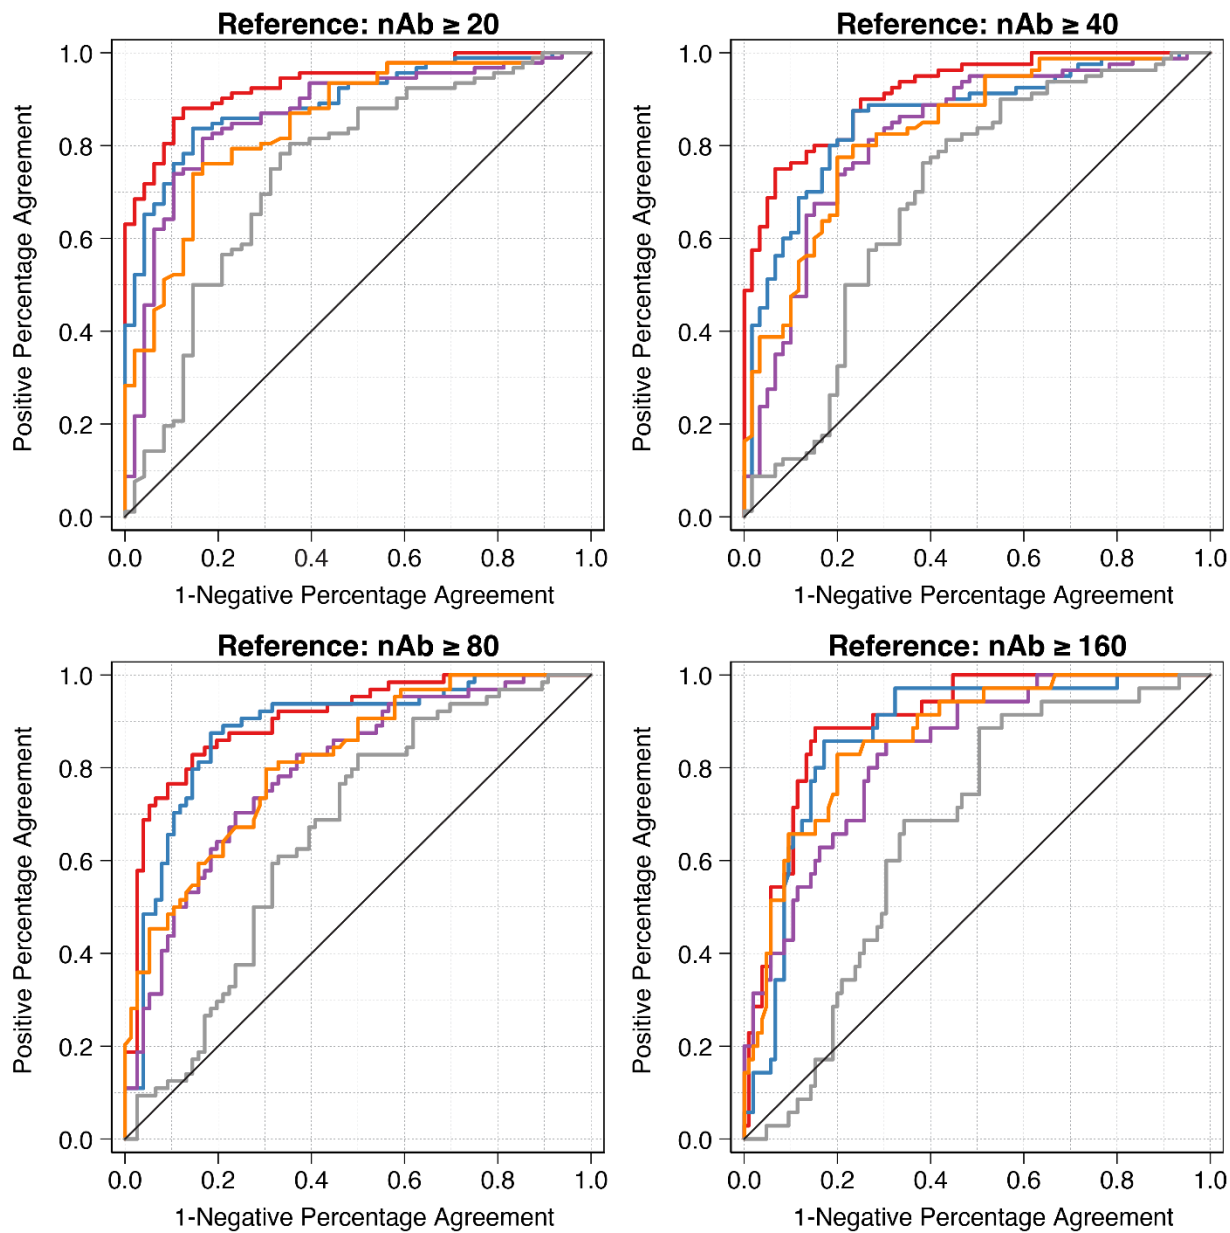 Reference: nAb ≥ 20
1.0
0.8
0.6
0.4
0.2
0.0
Positive Percentage Agreement
0.0 0.2 0.4 0.6 0.8 1.0
1-Negative Percentage Agreement
Reference: nAb ≥ 40
1.0
0.8
0.6
0.4
0.2
0.0
Positive Percentage Agreement
0.0 0.2 0.4 0.6 0.8 1.0
1-Negative Percentage Agreement
Reference: nAb ≥ 80
1.0
0.8
0.6
0.4
0.2
0.0
Positive Percentage Agreement
0.0 0.2 0.4 0.6 0.8 1.0
1-Negative Percentage Agreement
Reference: nAb ≥ 160
1.0
0.8
0.6
0.4
0.2
0.0
Positive Percentage Agreement
0.0 0.2 0.4 0.6 0.8 1.0
1-Negative Percentage Agreement